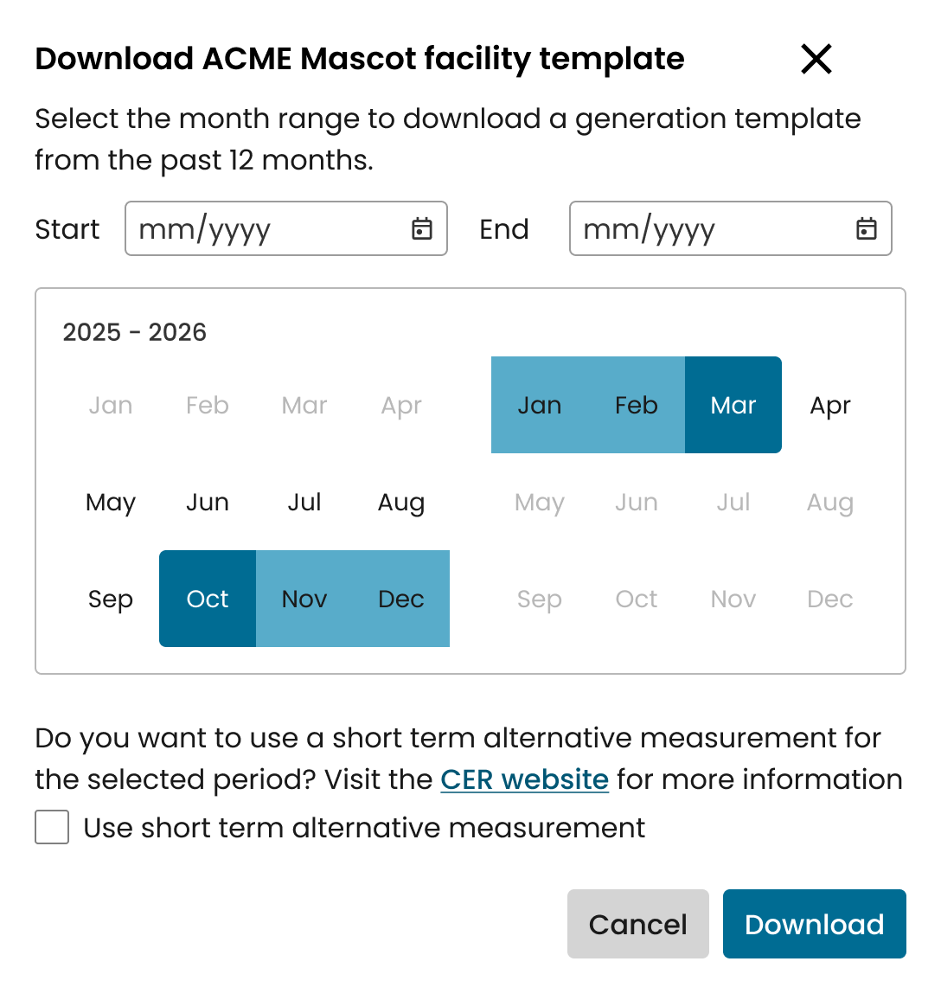 Download ACME Mascot facility template
Select the month range to download a generation template
from the past 12 months.
Start mm/yyyy End mm/yyyy
2025 - 2026
Jan Feb Mar Apr Jan Feb Mar Apr
May Jun Jul Aug May Jun Jul Aug
Sep Oct Nov Dec Sep Oct Nov Dec
Do you want to use a short term alternative measurement for
the selected period? Visit the CER website for more information
Use short term alternative measurement
Cancel Download